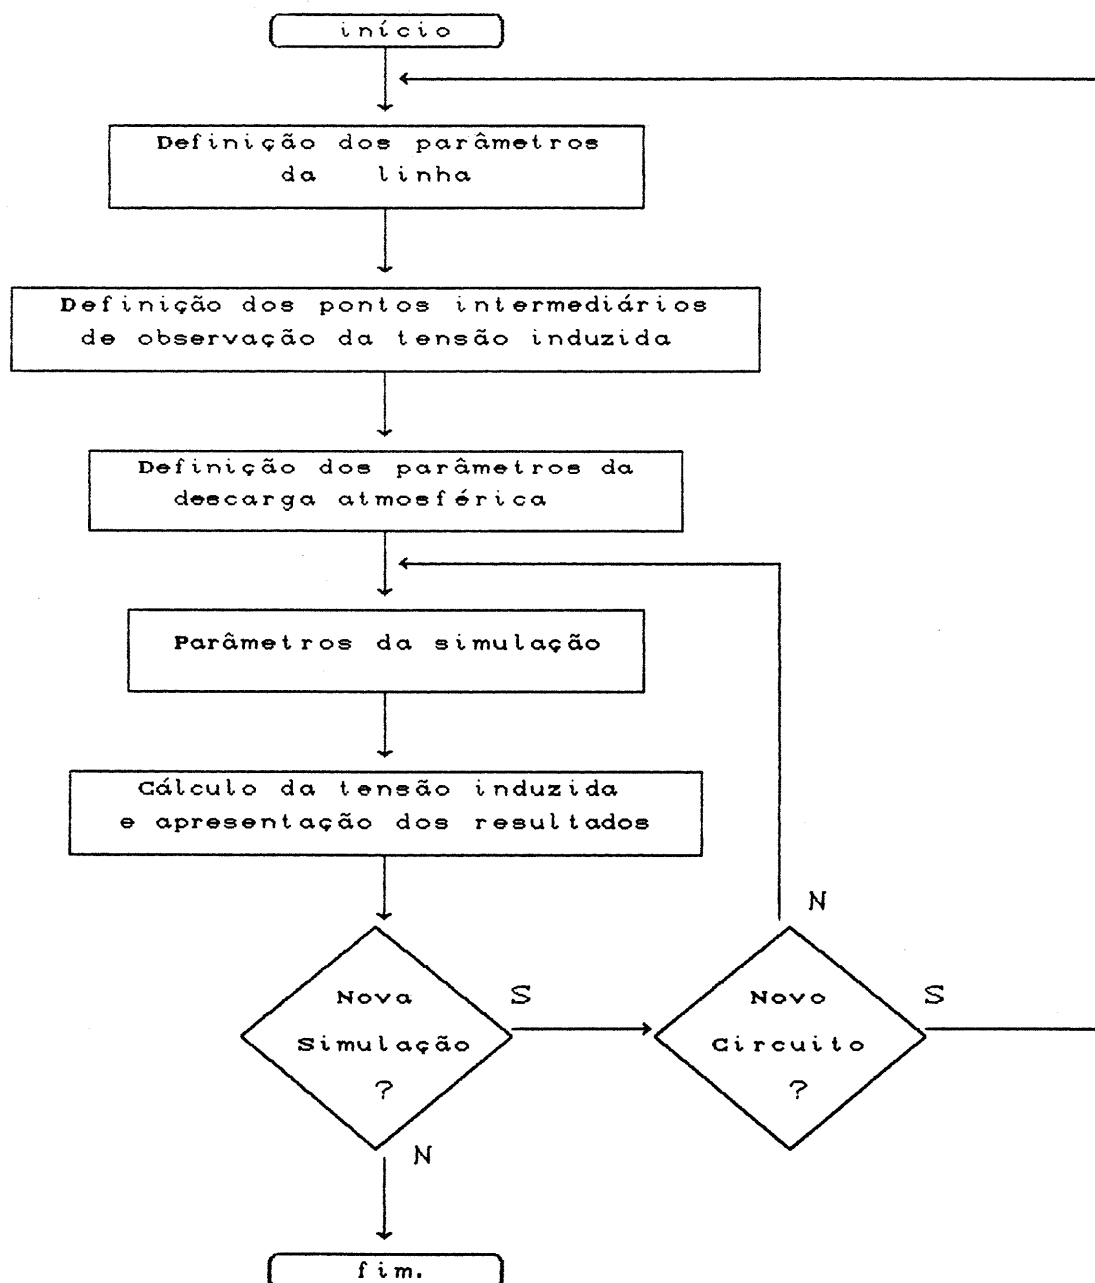 início
Definição dos parâmetros
da linha
Definição dos pontos intermediários
de observação da tensão induzida
Definição dos parâmetros da
descarga atmosférica
Parâmetros da simulação
Cálculo da tensão induzida
e apresentação dos resultados
N
Nova
Simulação
?
S
Novo
Circuito
?
S
N
fim.